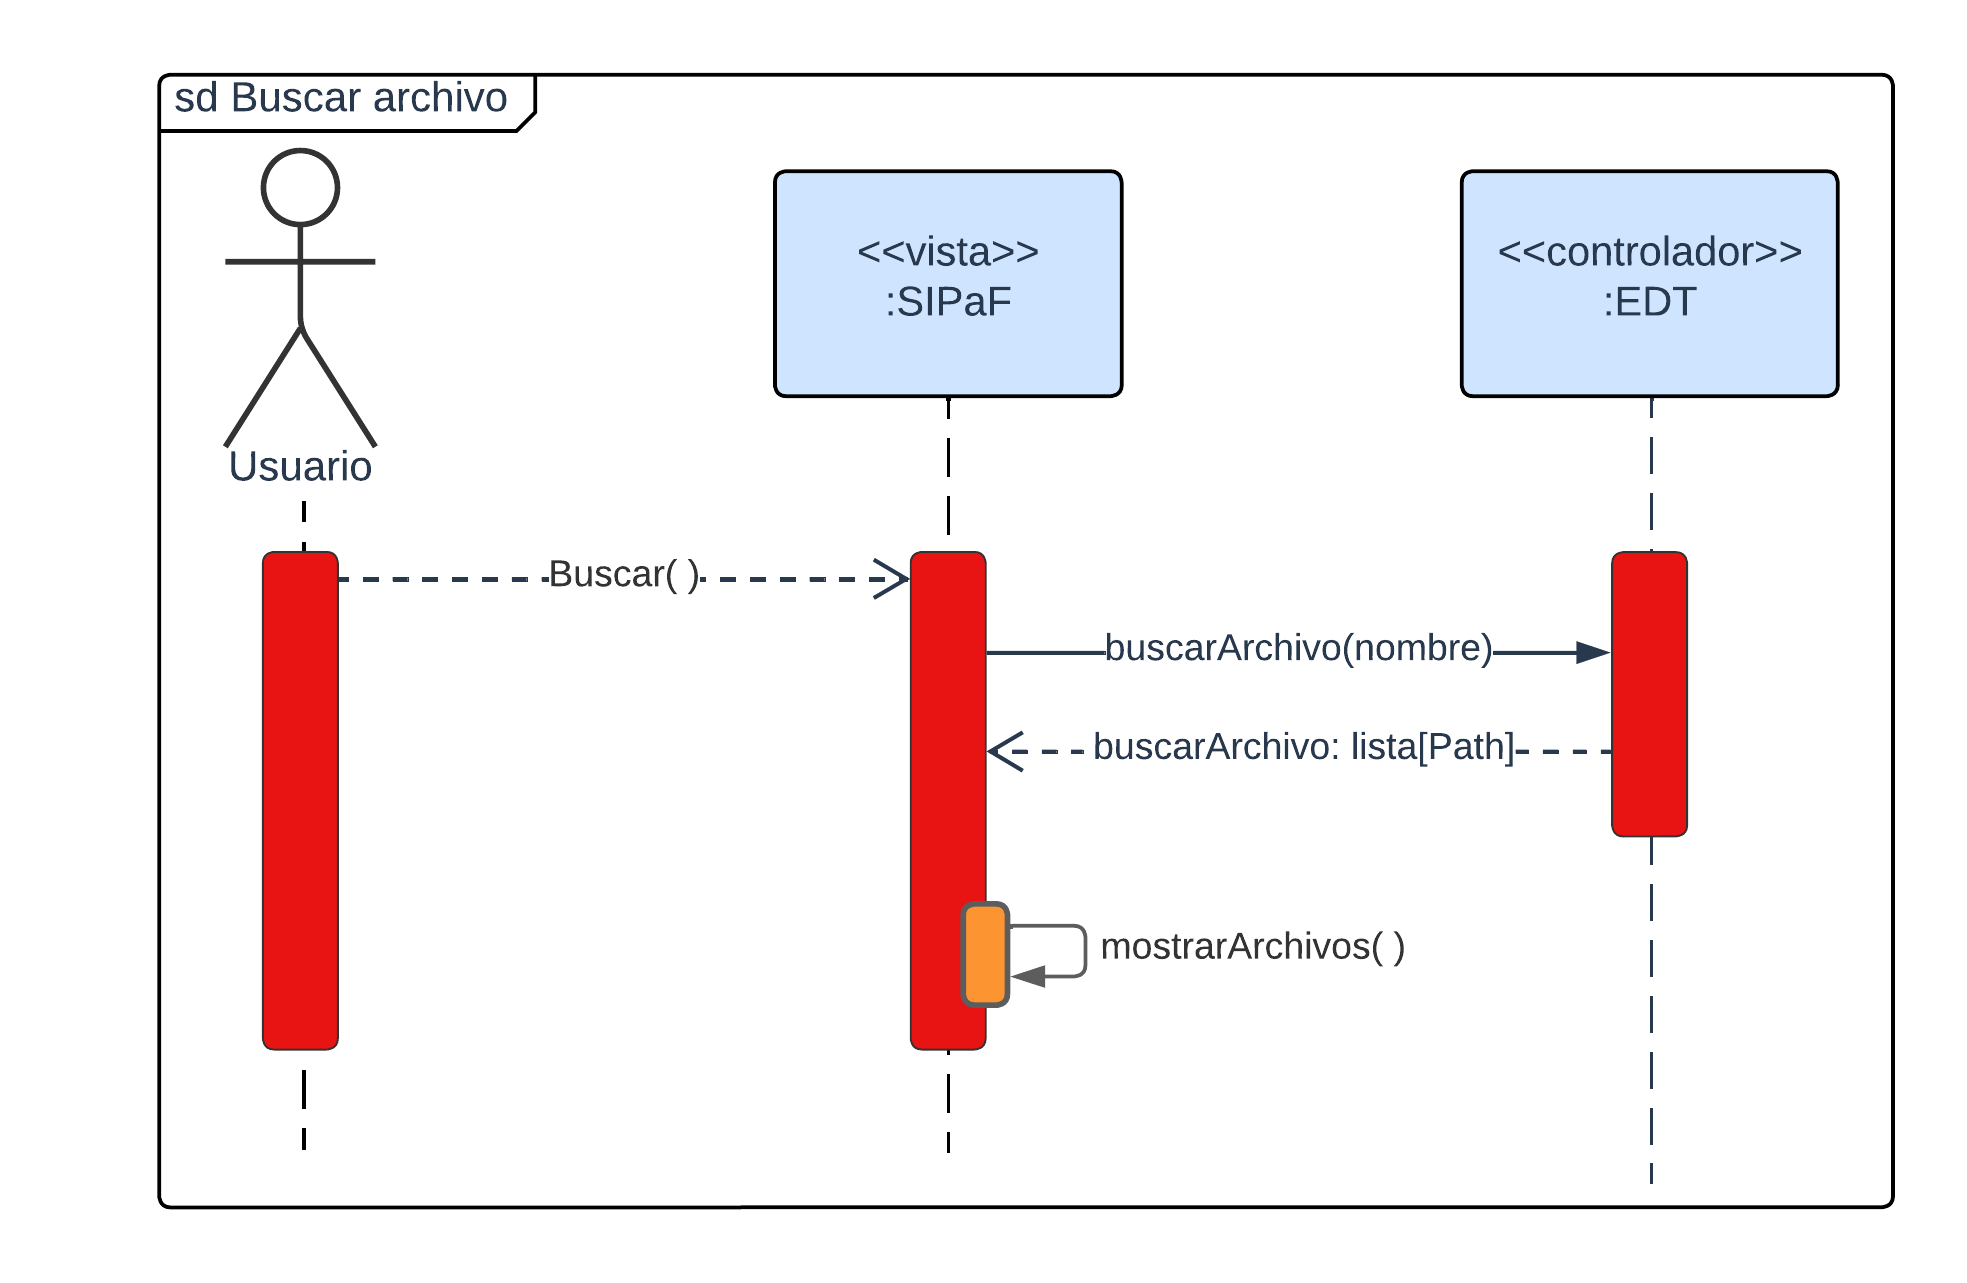 sd Buscar archivo
<<vista>>
:SIPaF
<<controlador>>
:EDT
Usuario
Buscar( )
buscarArchivo(nombre)
buscarArchivo: lista[Path]
mostrarArchivos( )